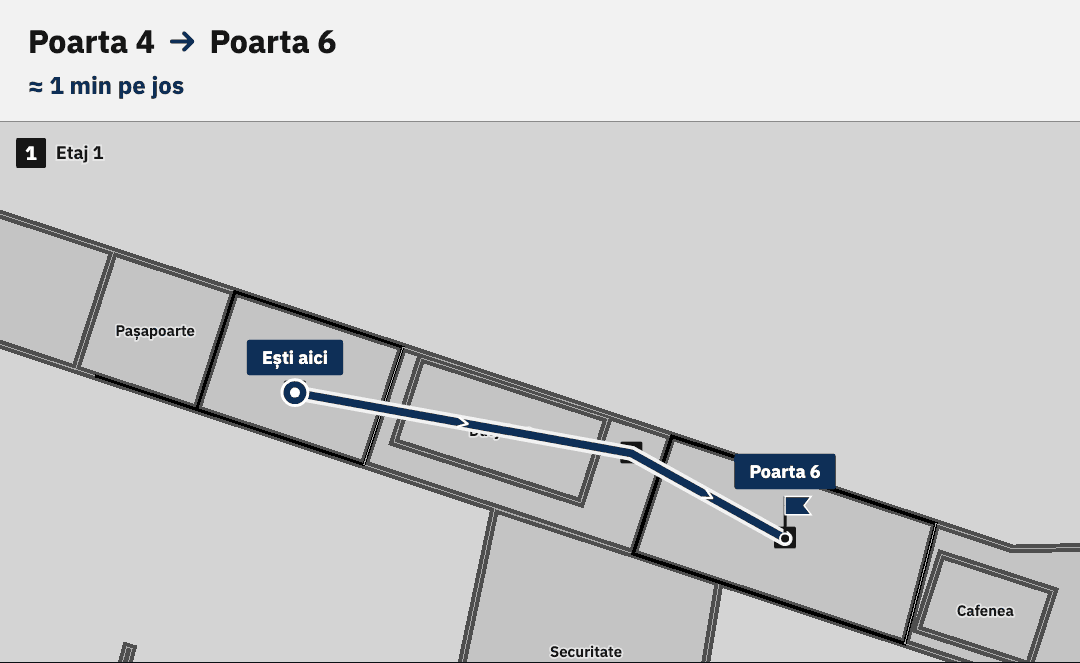 Poarta 4 → Poarta 6
≈ 1 min pe jos
1 Etaj 1
Pașapoarte
Ești aici
Poarta 6
Cafenea
Securitate